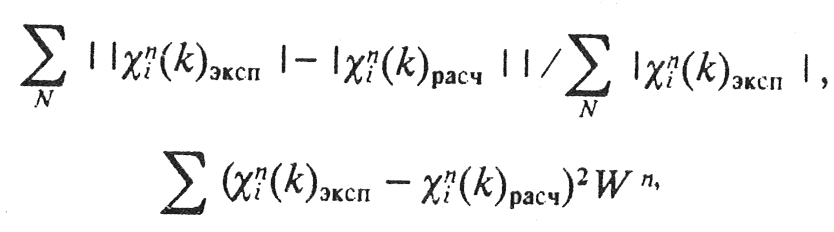 ∑_N | |χ_i^n(k)_эксп | − |χ_i^n(k)_расч | | / ∑_N |χ_i^n(k)_эксп | ,
∑ (χ_i^n(k)_эксп − χ_i^n(k)_расч)^2 W^n,